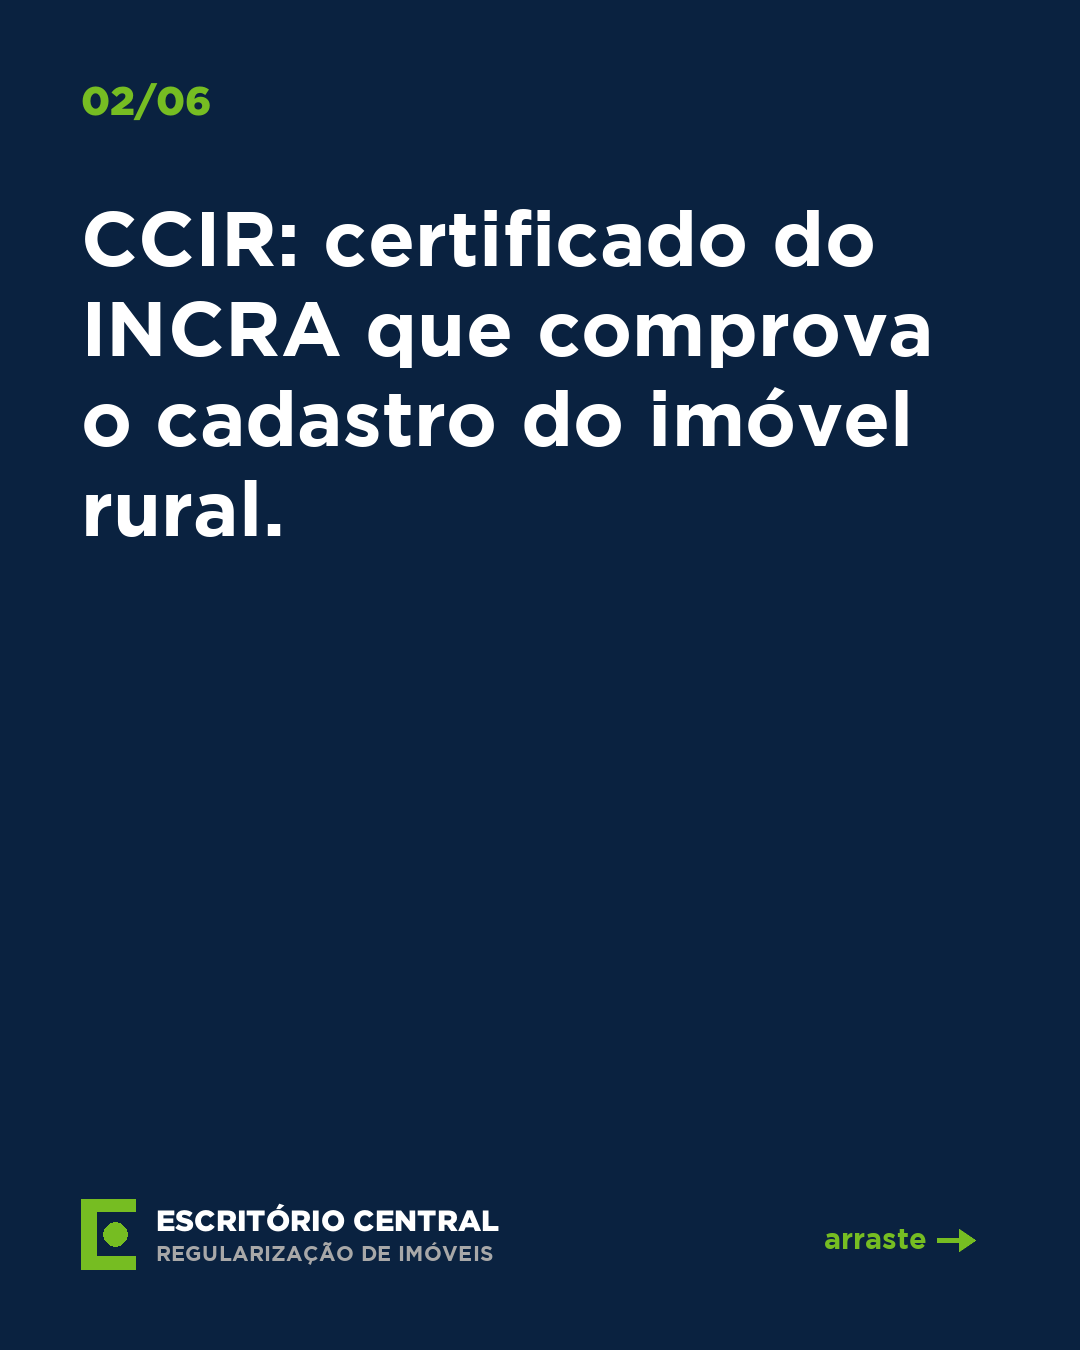 02/06
CCIR: certificado do
INCRA que comprova
o cadastro do imóvel
rural.
ESCRITÓRIO CENTRAL
REGULARIZAÇÃO DE IMÓVEIS
arraste